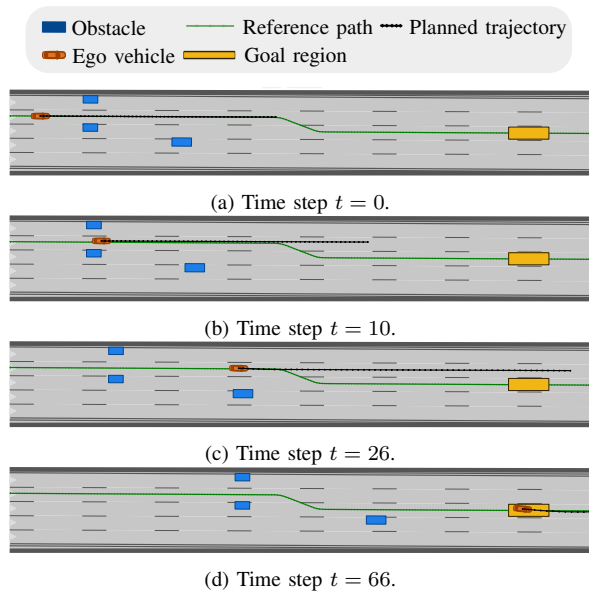 Obstacle Reference path Planned trajectory
Ego vehicle Goal region
(a) Time step t = 0.
(b) Time step t = 10.
(c) Time step t = 26.
(d) Time step t = 66.